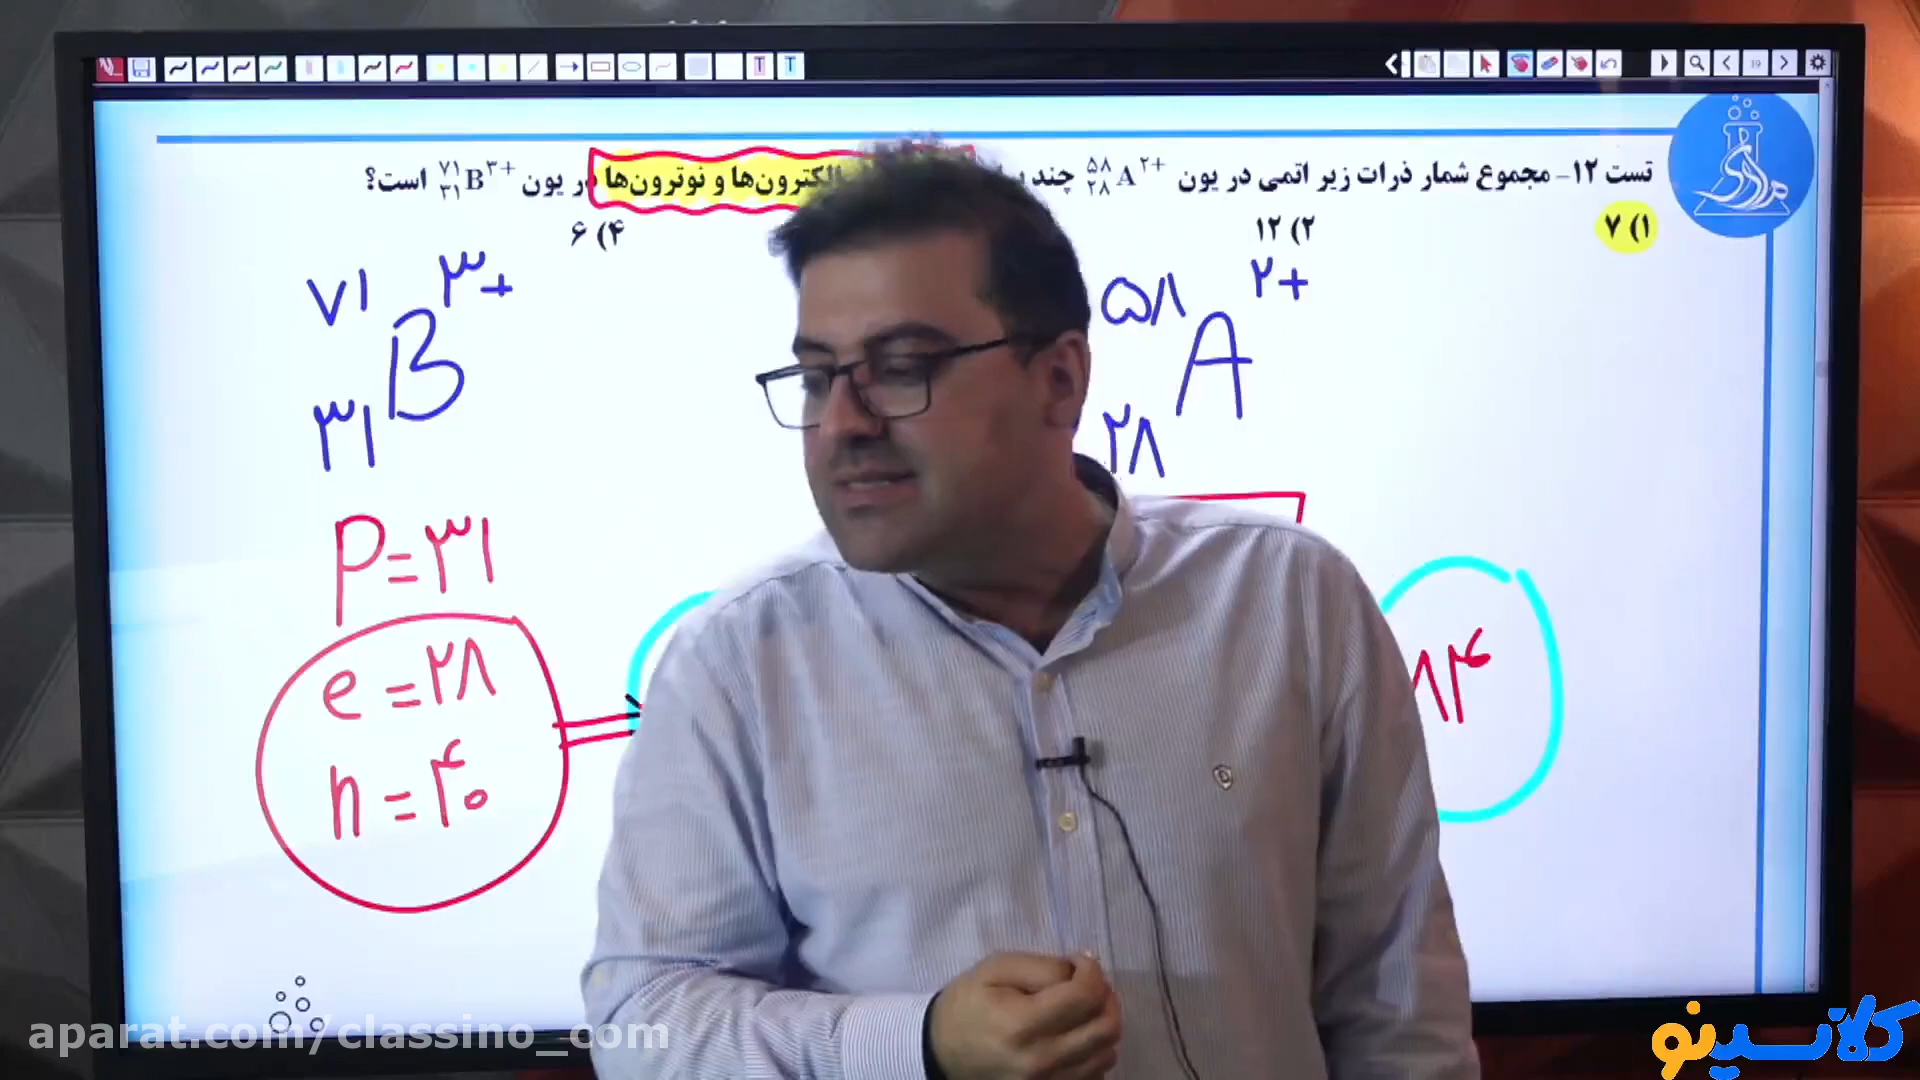 تست ۱۲- مجموع شمار ذرات زیر اتمی در یون ۵۸ ۲۸ A ۲+ چند الکترون‌ها و نوترون‌ها در یون ۷۱ ۳۱ B ۳+ است؟
۱) ۷
۲) ۱۲
۴) ۶
۵۸ A ۲+
۲۸
۷۱ B ۳+
۳۱
P = ۳۱
e = ۲۸
n = ۴۰
۸۴
aparat.com/classino_com
کلاسینو